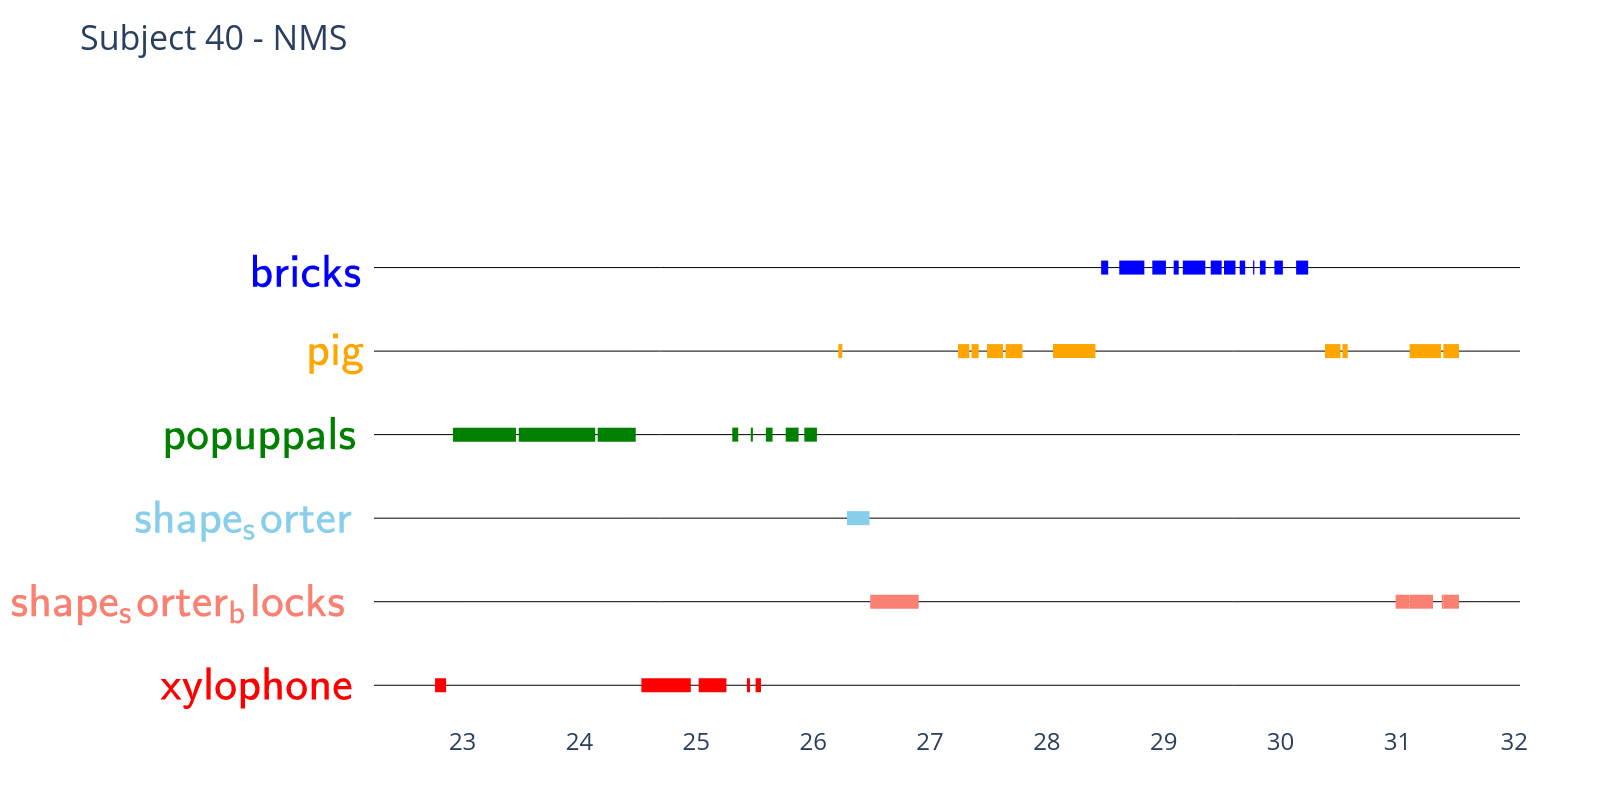 Subject 40 - NMS
bricks
pig
popuppals
shapesorter
shapesorterblocks
xylophone
23 24 25 26 27 28 29 30 31 32